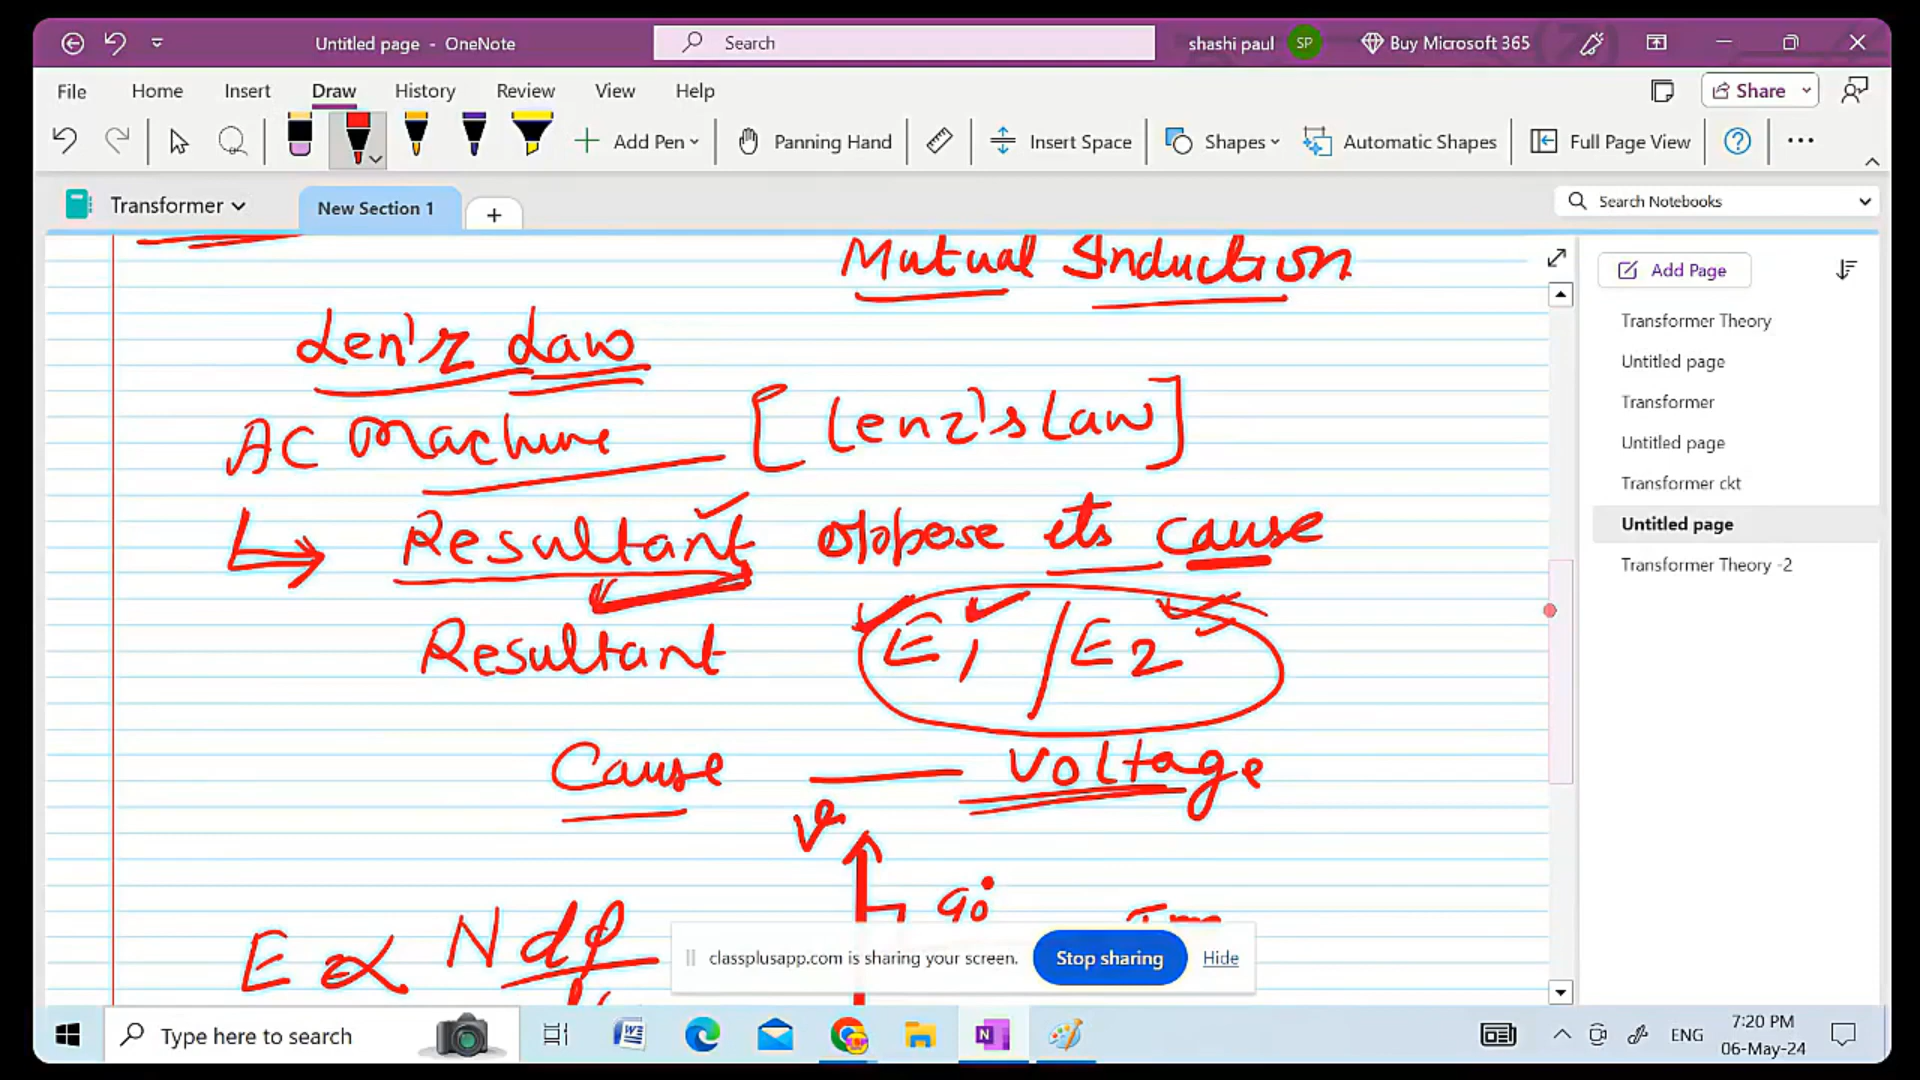 Untitled page - OneNote
Search
shashi paul
SP
Buy Microsoft 365
File Home Insert Draw History Review View Help
Share
Add Pen
Panning Hand
Insert Space
Shapes
Automatic Shapes
Full Page View
Transformer
New Section 1
Search Notebooks
Add Page
Transformer Theory
Untitled page
Transformer
Untitled page
Transformer ckt
Untitled page
Transformer Theory -2
Mutual Induction
Len'z Law
AC Machine [Lenz's Law]
Resultant oppose its cause
Resultant E1 / E2
Cause — Voltage
V
90°
E ∝ N dφ
classplusapp.com is sharing your screen.
Stop sharing
Hide
Type here to search
ENG
7:20 PM
06-May-24